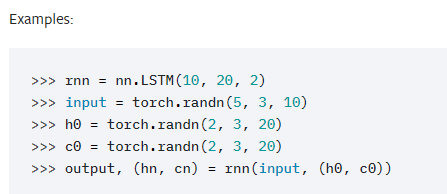 Examples:
>>> rnn = nn.LSTM(10, 20, 2)
>>> input = torch.randn(5, 3, 10)
>>> h0 = torch.randn(2, 3, 20)
>>> c0 = torch.randn(2, 3, 20)
>>> output, (hn, cn) = rnn(input, (h0, c0))